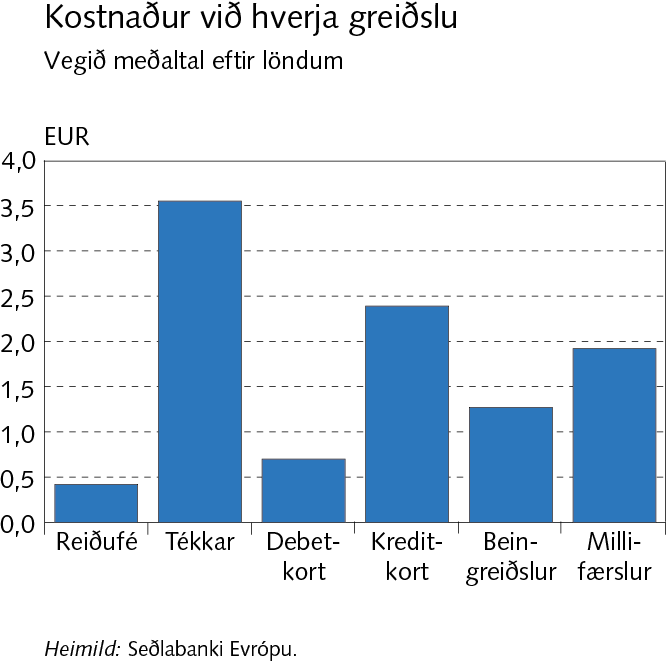 Kostnaður við hverja greiðslu
Vegið meðaltal eftir löndum
EUR
4,0
3,5
3,0
2,5
2,0
1,5
1,0
0,5
0,0
Reiðufé Tékkar Debet- Kredit- Bein- Milli-
kort kort greiðslur færslur
Heimild: Seðlabanki Evrópu.